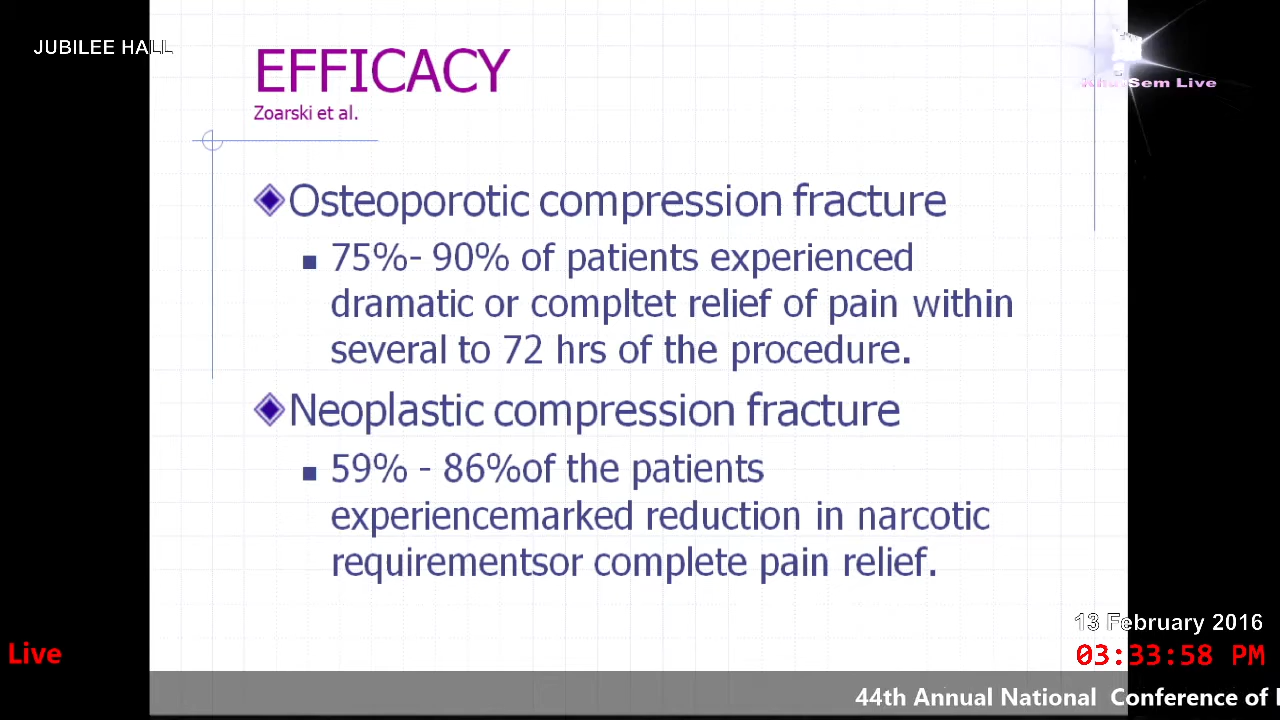 JUBILEE HALL
EFFICACY
Zoarski et al.
Osteoporotic compression fracture
75%- 90% of patients experienced
dramatic or compltet relief of pain within
several to 72 hrs of the procedure.
Neoplastic compression fracture
59% - 86%of the patients
experiencemarked reduction in narcotic
requirementsor complete pain relief.
Sem Live
13 February 2016
03:33:58 PM
Live
44th Annual National Conference of